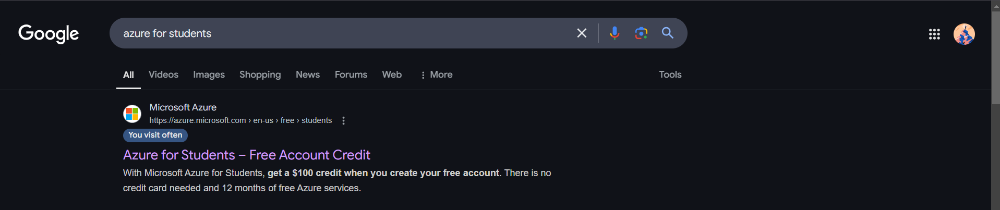 Google
azure for students
All Videos Images Shopping News Forums Web More Tools
Microsoft Azure
https://azure.microsoft.com › en-us › free › students
You visit often
Azure for Students – Free Account Credit
With Microsoft Azure for Students, get a $100 credit when you create your free account. There is no
credit card needed and 12 months of free Azure services.